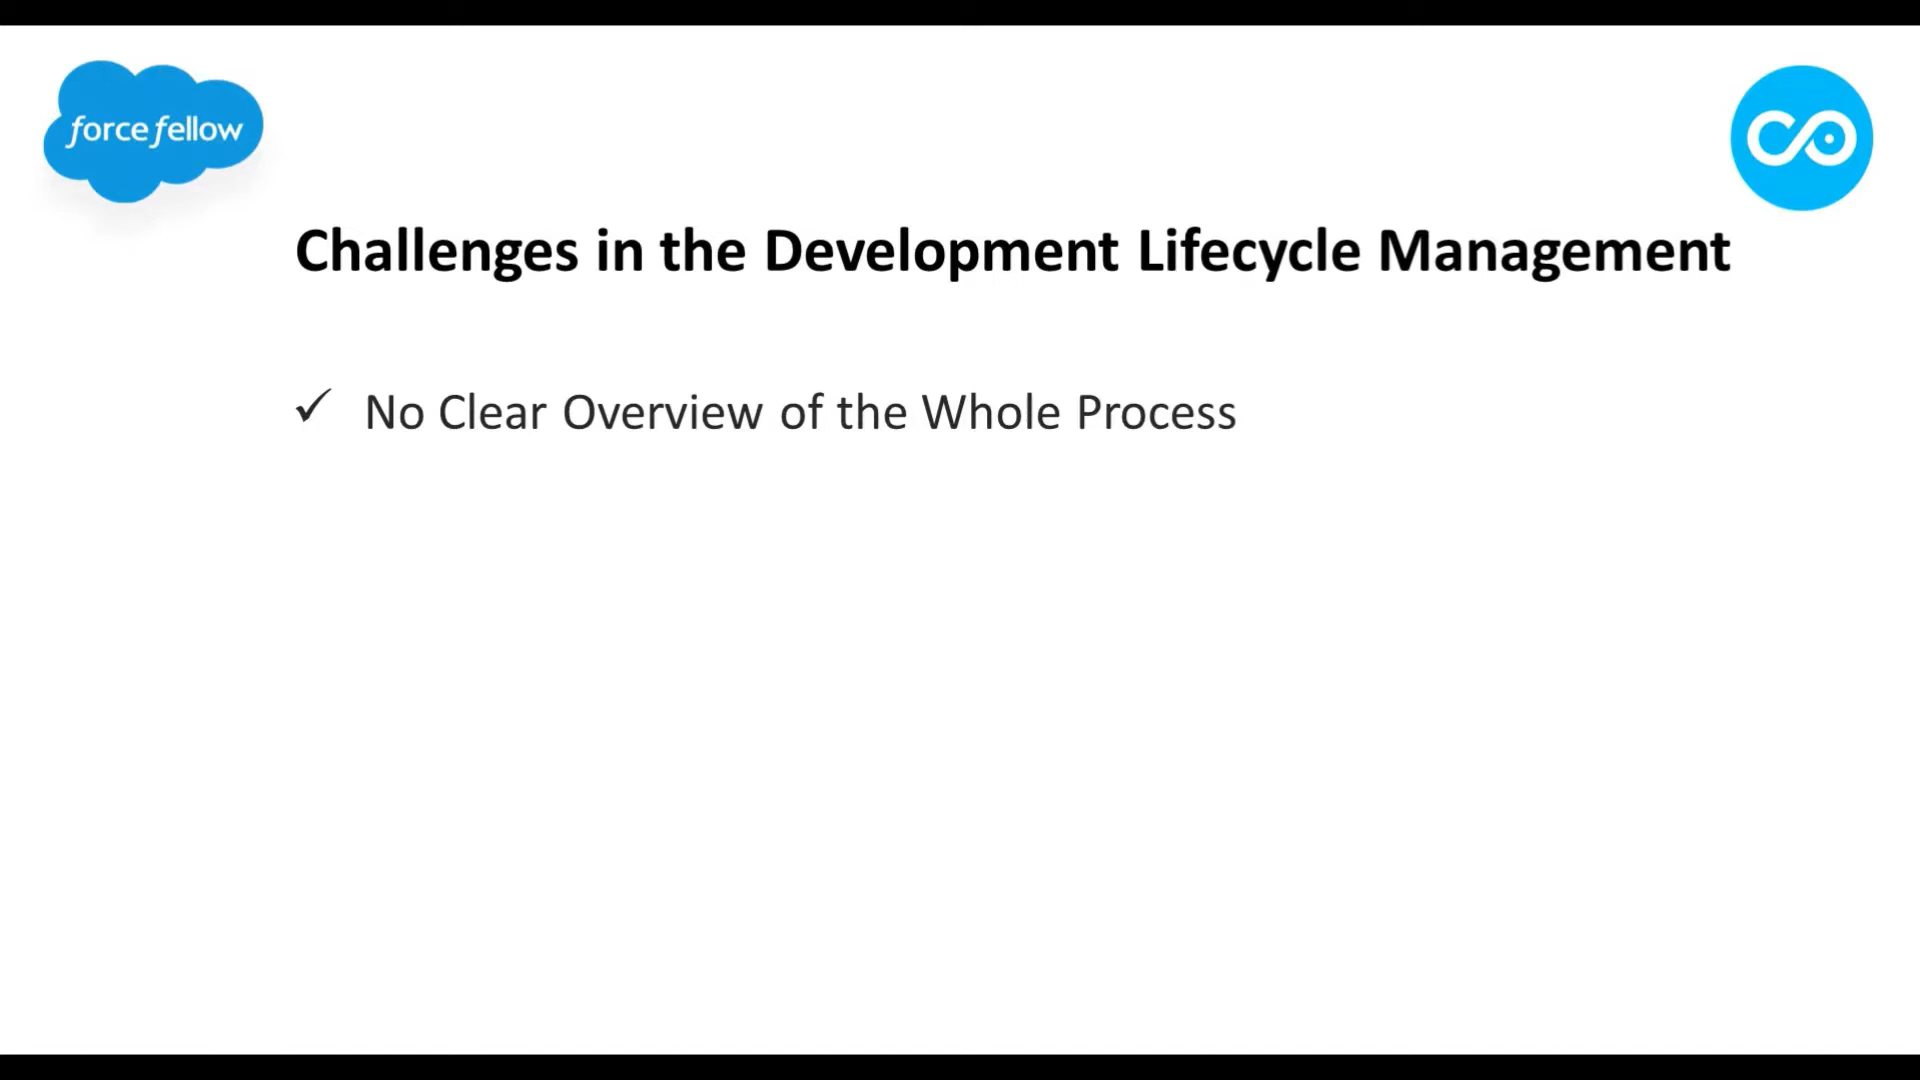 force fellow
Challenges in the Development Lifecycle Management
✓ No Clear Overview of the Whole Process